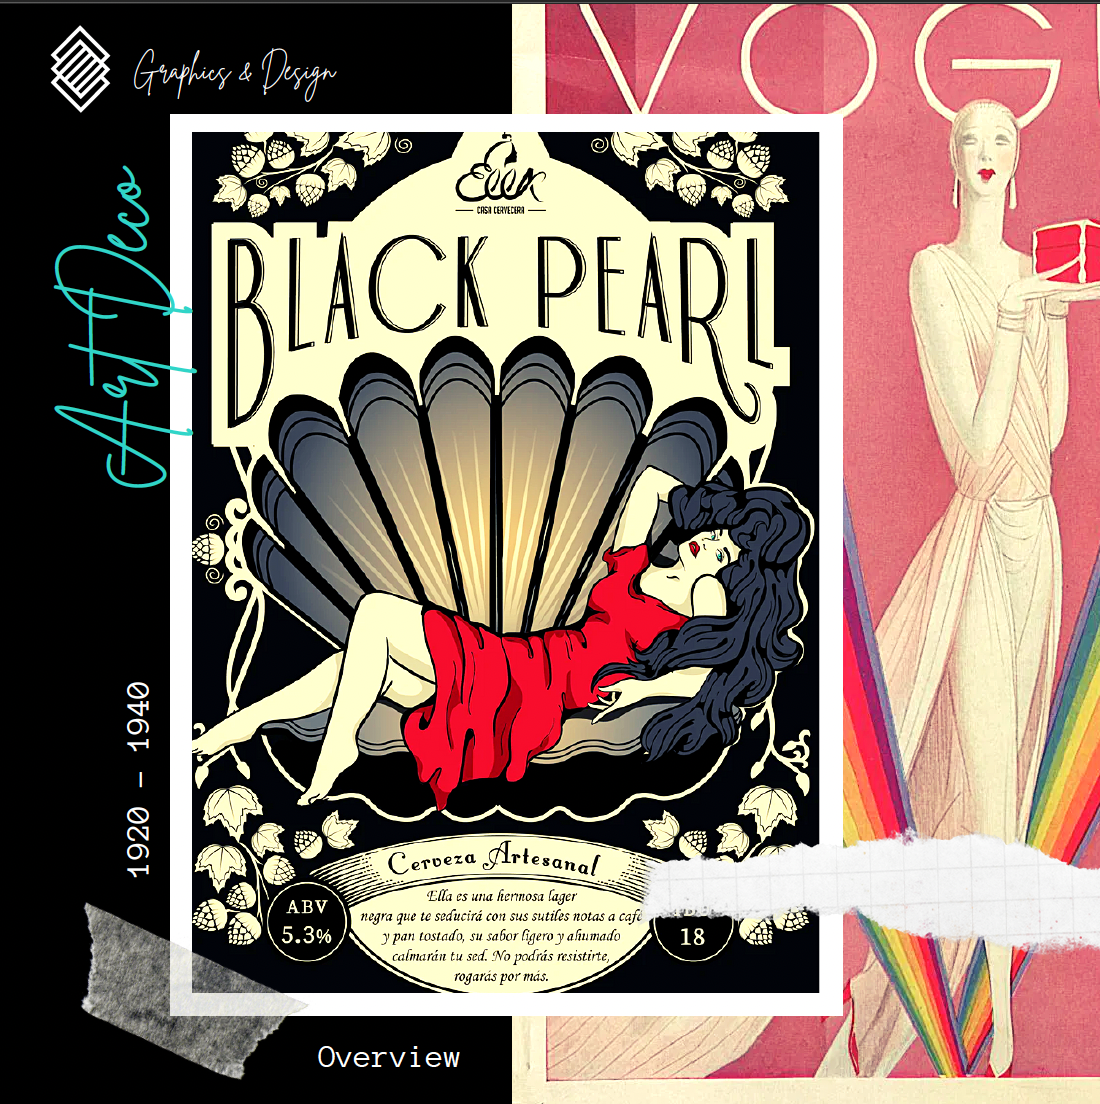 Graphics & Design
VOG
Art Deco
1920 – 1940
Ella
CASA CERVECERA
BLACK PEARL
Cerveza Artesanal
Ella es una hermosa lager
negra que te seducirá con sus sutiles notas a café
y pan tostado, su sabor ligero y ahumado
calmarán tu sed. No podrás resistirte,
rogarás por más.
ABV
5.3%
18
Overview